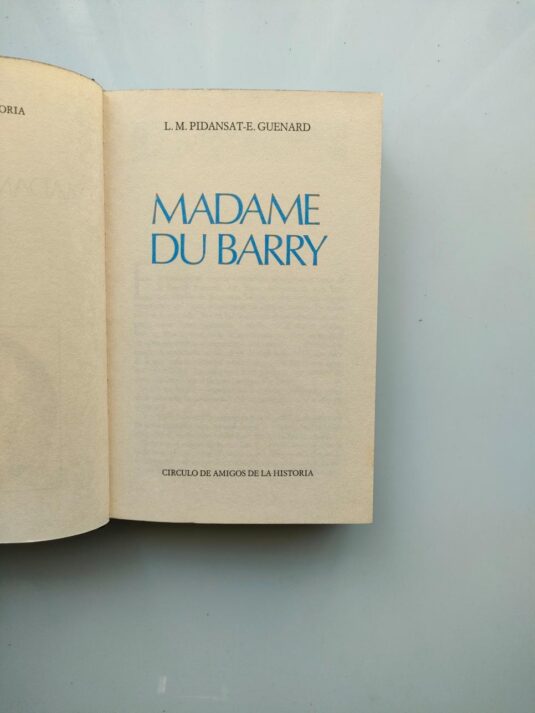 ORIA
L. M. PIDANSAT-E. GUENARD
MADAME
DU BARRY
CIRCULO DE AMIGOS DE LA HISTORIA